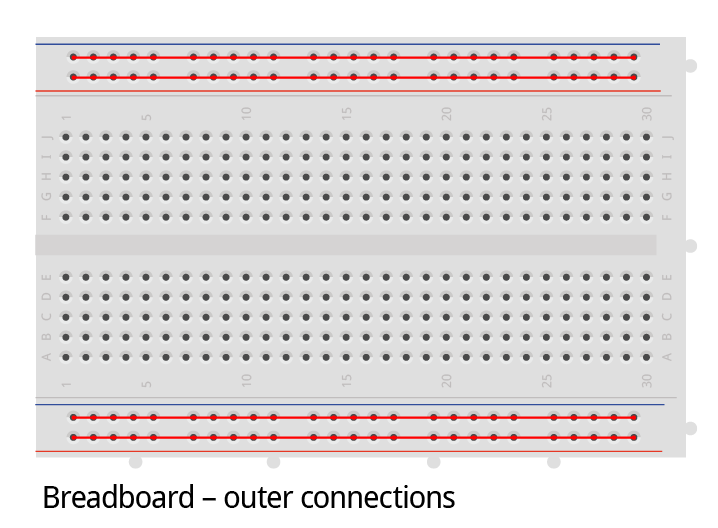 1 5 10 15 20 25 30
J J
I I
H H
G G
F F
E E
D D
C C
B B
A A
1 5 10 15 20 25 30
Breadboard – outer connections